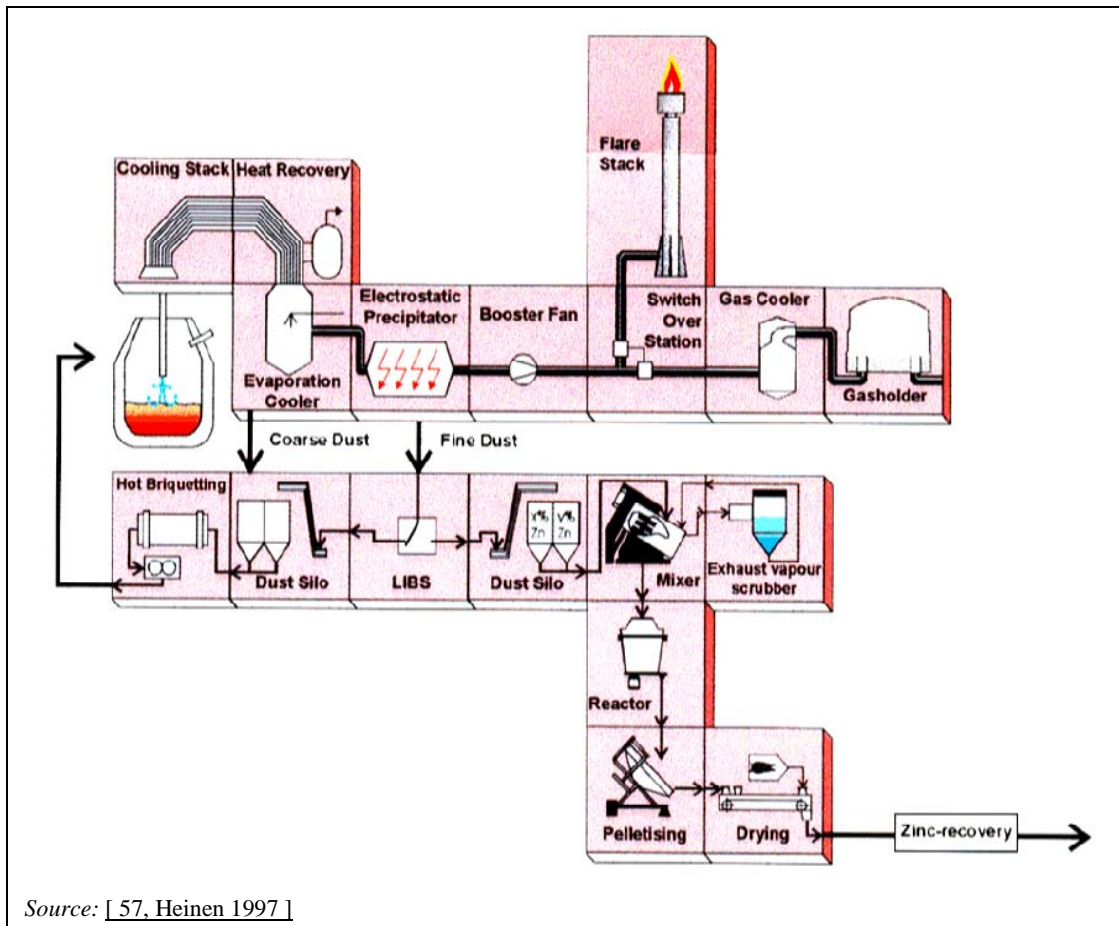 Flare
Stack
Cooling Stack
Heat Recovery
Electrostatic
Precipitator
Booster Fan
Switch
Over
Station
Gas Cooler
Gasholder
Evaporation
Cooler
Coarse Dust
Fine Dust
Hot Briquetting
Dust Silo
LIBS
x%
Zn
y%
Zn
Dust Silo
Mixer
Exhaust vapour
scrubber
Reactor
Pelletising
Drying
Zinc-recovery
Source: [ 57, Heinen 1997 ]